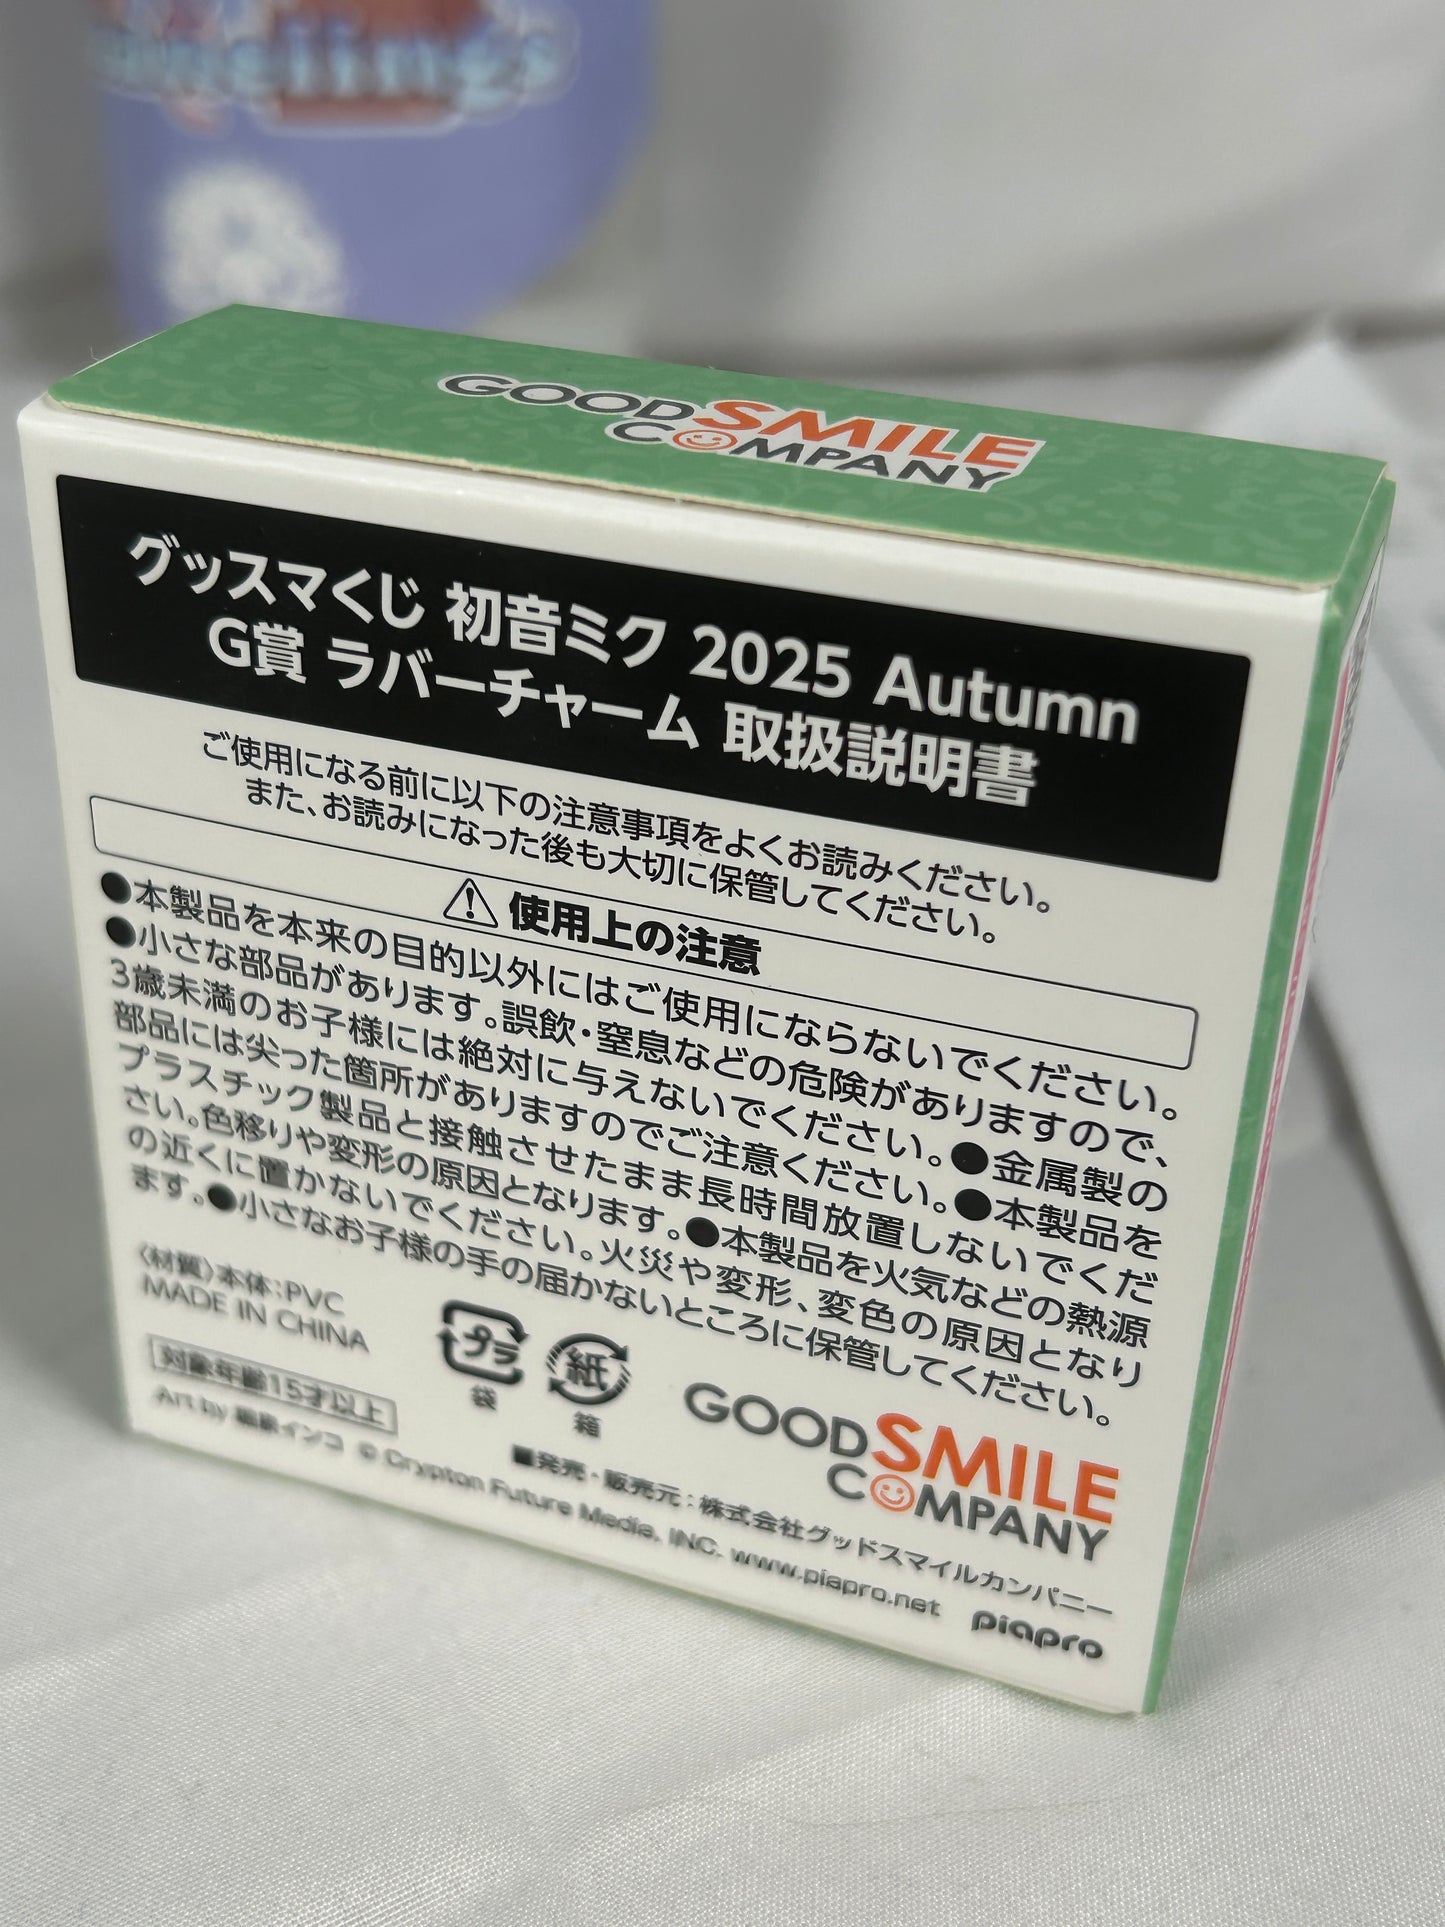 GOOD SMILE
COMPANY
グッスマくじ 初音ミク 2025 Autumn
G賞 ラバーチャーム 取扱説明書
ご使用になる前に以下の注意事項をよくお読みください。
また、お読みになった後も大切に保管してください。
使用上の注意
●本製品を本来の目的以外にはご使用にならないでください。
●小さな部品があります。誤飲・窒息などの危険がありますので、
3歳未満のお子様には絶対に与えないでください。●金属製の
部品には尖った箇所がありますのでご注意ください。●本製品を
プラスチック製品と接触させたまま長時間放置しないでくだ
さい。色移りや変形の原因となります。●本製品を火気などの熱源
の近くに置かないでください。火災や変形、変色の原因となり
ます。●小さなお子様の手の届かないところに保管してください。
〈材質〉本体：PVC
MADE IN CHINA
プラ
袋
紙
箱
対象年齢15才以上
GOOD SMILE
COMPANY
■発売・販売元：株式会社グッドスマイルカンパニー
Art by インコ © Crypton Future Media, INC. www.piapro.net piapro